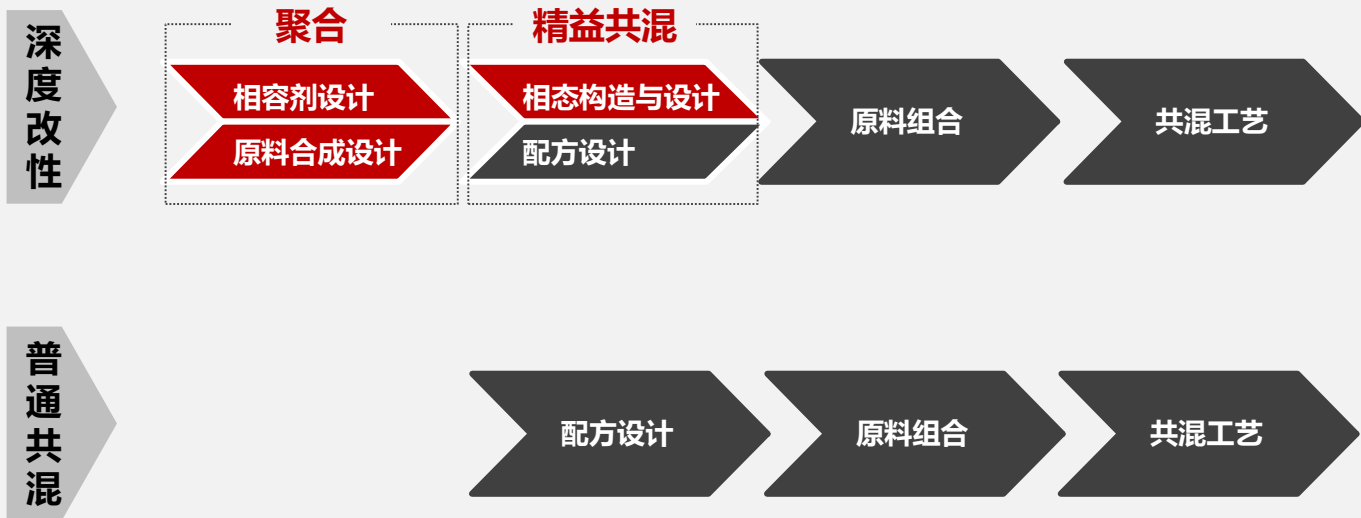 深度改性
聚合
精益共混
相容剂设计
原料合成设计
相态构造与设计
配方设计
原料组合
共混工艺
普通共混
配方设计
原料组合
共混工艺